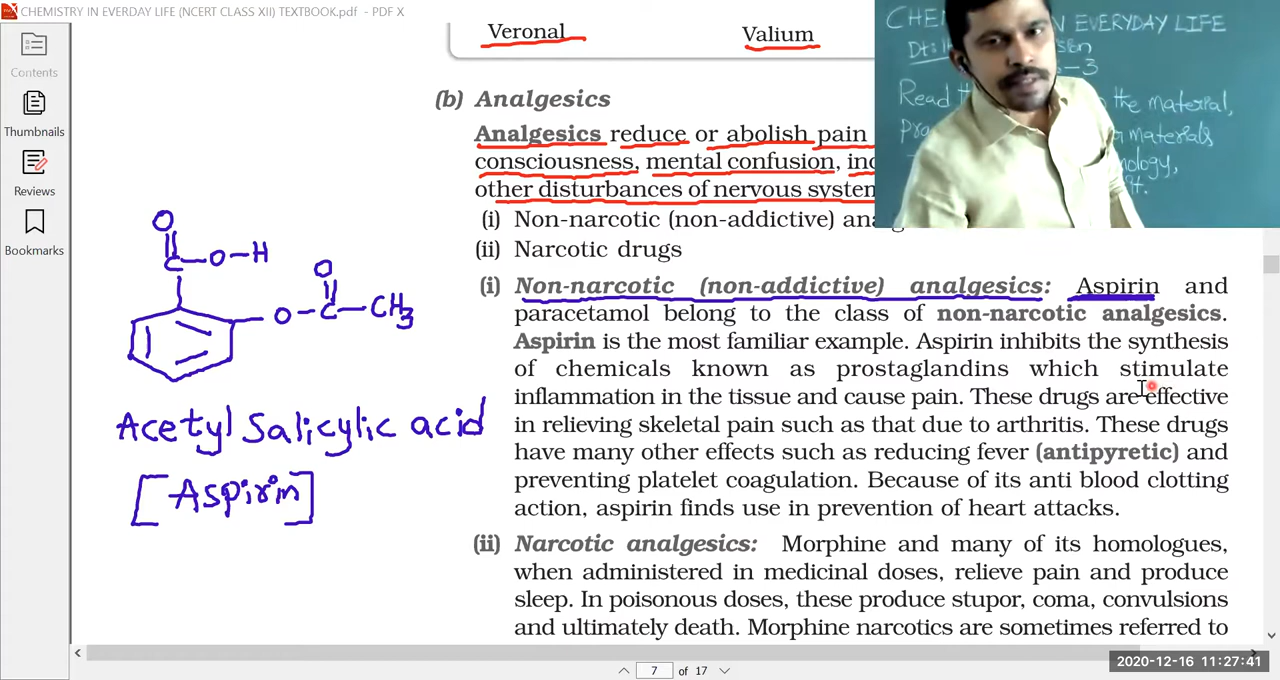 CHEMISTRY IN EVERYDAY LIFE (NCERT CLASS XII) TEXTBOOK.pdf - PDF X
Contents
Thumbnails
Reviews
Bookmarks
Veronal Valium
CHE N EVERYDAY LIFE
Dt:
- 3
Read the material,
materials
(b) Analgesics
Analgesics reduce or abolish pain
consciousness, mental confusion,
other disturbances of nervous system
(i) Non-narcotic (non-addictive)
(ii) Narcotic drugs
(i) Non-narcotic (non-addictive) analgesics: Aspirin and
paracetamol belong to the class of non-narcotic analgesics.
Aspirin is the most familiar example. Aspirin inhibits the synthesis
of chemicals known as prostaglandins which stimulate
inflammation in the tissue and cause pain. These drugs are effective
in relieving skeletal pain such as that due to arthritis. These drugs
have many other effects such as reducing fever (antipyretic) and
preventing platelet coagulation. Because of its anti blood clotting
action, aspirin finds use in prevention of heart attacks.
(ii) Narcotic analgesics: Morphine and many of its homologues,
when administered in medicinal doses, relieve pain and produce
sleep. In poisonous doses, these produce stupor, coma, convulsions
and ultimately death. Morphine narcotics are sometimes referred to
O
C-O-H
O
O-C-CH3
Acetyl Salicylic acid
[Aspirin]
7 of 17
2020-12-16 11:27:41